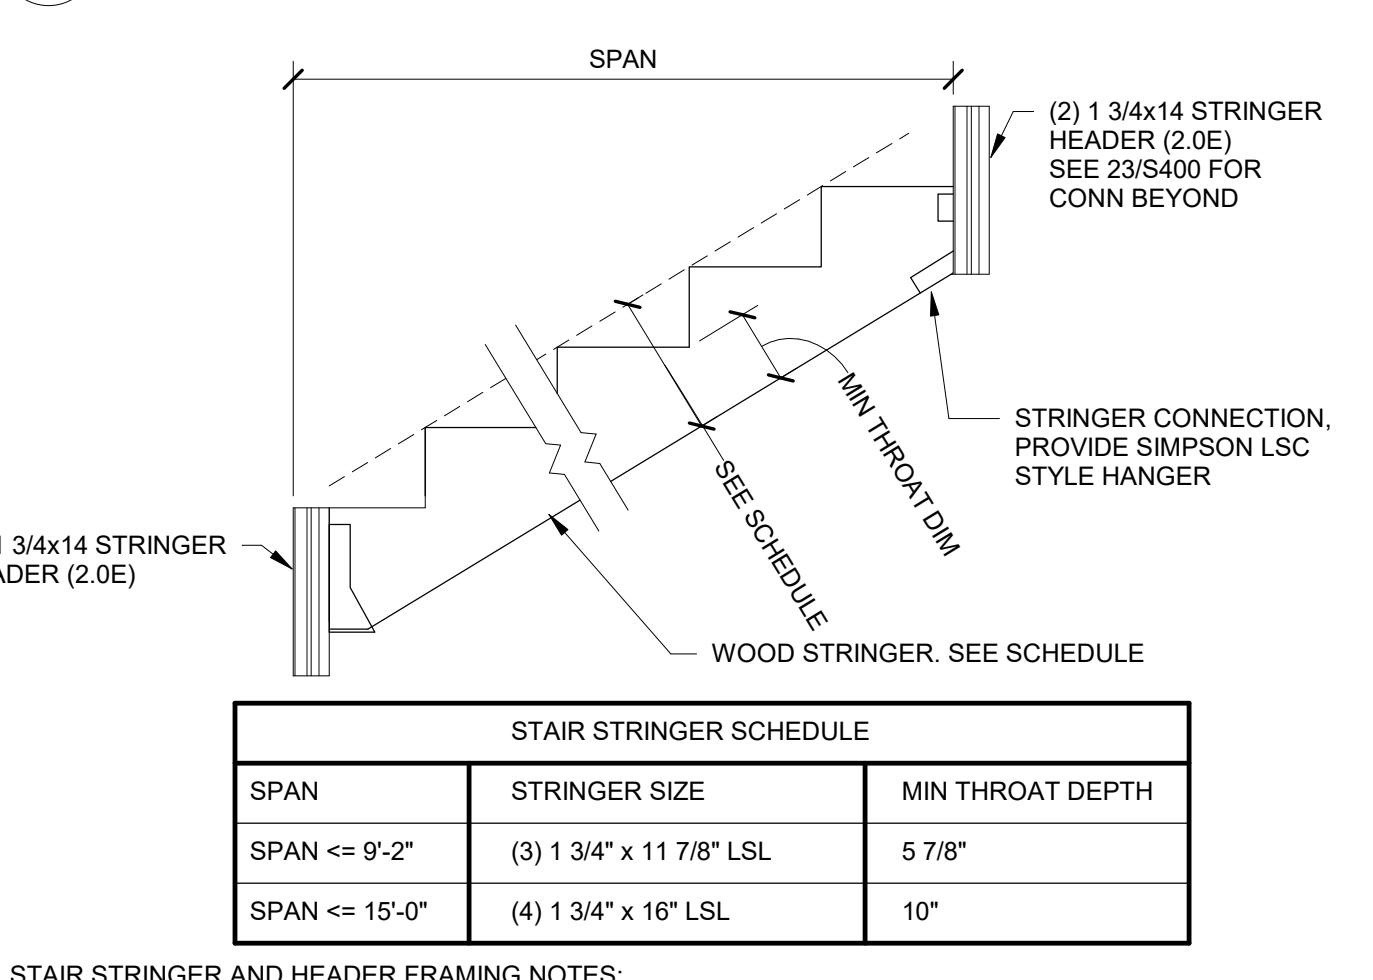 SPAN
(2) 1 3/4x14 STRINGER
HEADER (2.0E)
SEE 23/S400 FOR
CONN BEYOND
STRINGER CONNECTION,
PROVIDE SIMPSON LSC
STYLE HANGER
MIN THROAT DIM
SEE SCHEDULE
3/4x14 STRINGER
(2.0E)
WOOD STRINGER. SEE SCHEDULE
STAIR STRINGER SCHEDULE
SPAN STRINGER SIZE MIN THROAT DEPTH
SPAN <= 9'-2" (3) 1 3/4" x 11 7/8" LSL 5 7/8"
SPAN <= 15'-0" (4) 1 3/4" x 16" LSL 10"
STAIR STRINGER AND HEADER FRAMING NOTES: